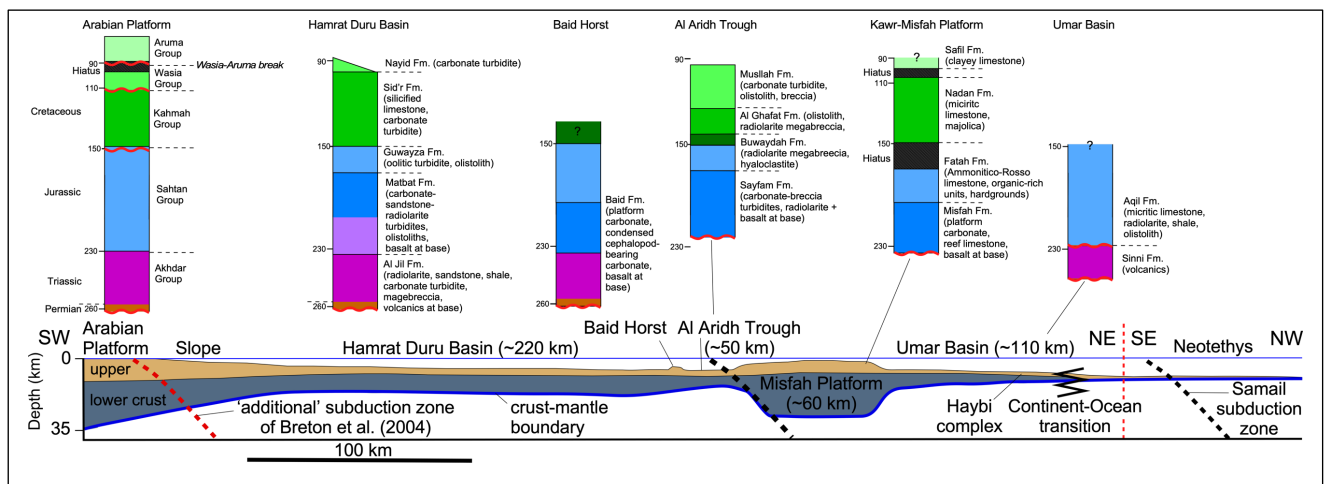 Arabian Platform
Hamrat Duru Basin
Baid Horst
Al Aridh Trough
Kawr-Misfah Platform
Umar Basin
Aruma
Group
90
Wasia-Aruma break
Hiatus
Wasia
Group
110
Cretaceous
Kahmah
Group
150
Jurassic
Sahtan
Group
230
Triassic
Akhdar
Group
Permian
260
90
Nayid Fm. (carbonate turbidite)
Sid'r Fm.
(silicified
limestone,
carbonate
turbidite)
150
Guwayza Fm.
(oolitic turbidite, olistolith)
Matbat Fm.
(carbonate-
sandstone-
radiolarite
turbidites,
olistoliths,
basalt at base)
230
Al Jil Fm.
(radiolarite, sandstone, shale,
carbonate turbidite,
magebreccia,
volcanics at base)
260
?
150
Baid Fm.
(platform
carbonate,
condensed
cephalopod-
bearing
carbonate,
basalt at
base)
230
260
90
Musllah Fm.
(carbonate turbidite,
olistolith, breccia)
Al Ghafat Fm. (olistolith,
radiolarite megabreccia,
Buwaydah Fm.
(radiolarite megabreecia,
hyaloclastite)
150
Sayfam Fm.
(carbonate-breccia
turbidites, radiolarite +
basalt at base)
230
?
90
Safil Fm.
(clayey limestone)
Hiatus
110
Nadan Fm.
(miciritc
limestone,
majolica)
150
Hiatus
Fatah Fm.
(Ammonitico-Rosso
limestone, organic-rich
units, hardgrounds)
Misfah Fm.
(platform
carbonate,
reef limestone,
basalt at base)
230
150
?
Aqil Fm.
(micritic limestone,
radiolarite, shale,
olistolith)
230
Sinni Fm.
(volcanics)
SW
Arabian
Platform
Slope
Hamrat Duru Basin (~220 km)
Baid Horst
Al Aridh Trough
(~50 km)
Umar Basin (~110 km)
NE
SE
Neotethys
NW
Depth (km)
0
35
upper
lower crust
'additional' subduction zone
of Breton et al. (2004)
crust-mantle
boundary
Misfah Platform
(~60 km)
Haybi
complex
Continent-Ocean
transition
Samail
subduction
zone
100 km